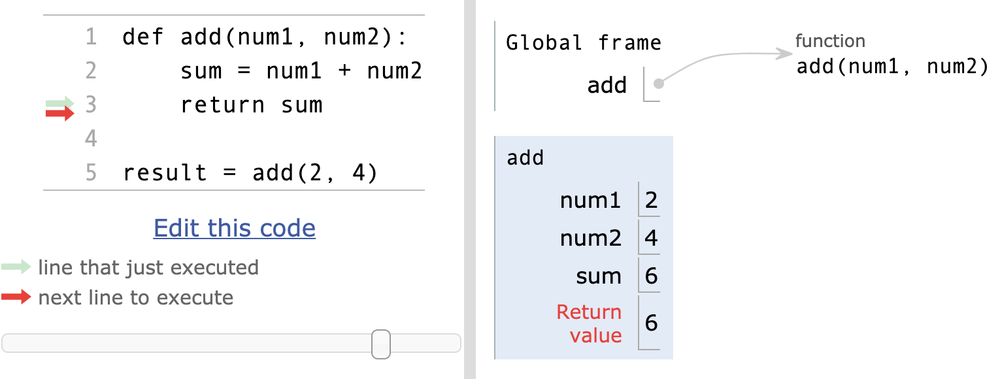 1 def add(num1, num2):
2     sum = num1 + num2
3     return sum
4
5 result = add(2, 4)
Edit this code
line that just executed
next line to execute
Global frame
add
function
add(num1, num2)
add
num1 2
num2 4
sum 6
Return
value 6